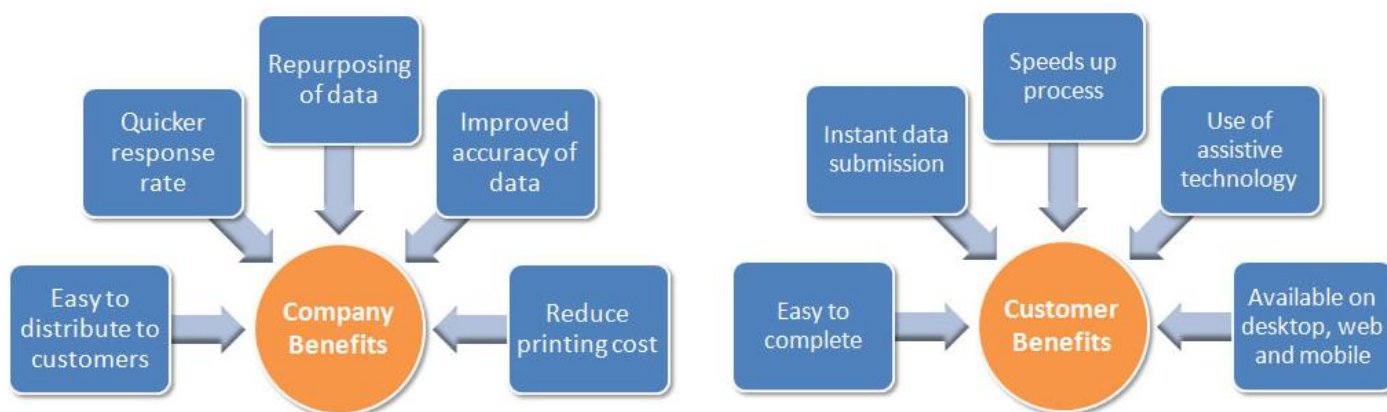 Easy to
distribute to
customers
Quicker
response
rate
Repurposing
of data
Improved
accuracy of
data
Reduce
printing cost
Company
Benefits
Easy to
complete
Instant data
submission
Speeds up
process
Use of
assistive
technology
Available on
desktop, web
and mobile
Customer
Benefits